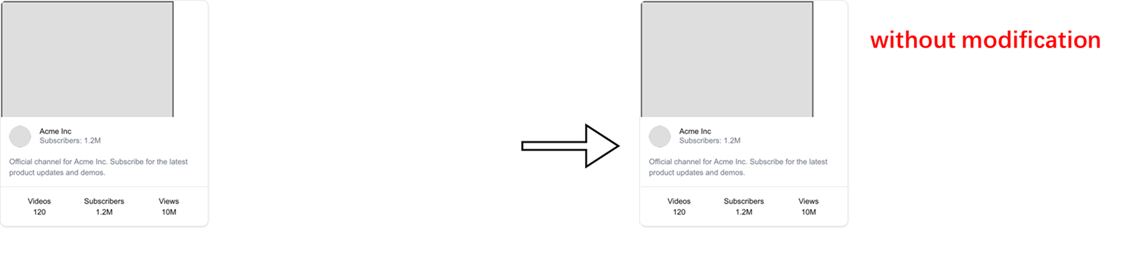 without modification
Acme Inc
Subscribers: 1.2M
Official channel for Acme Inc. Subscribe for the latest
product updates and demos.
Videos Subscribers Views
120 1.2M 10M
Acme Inc
Subscribers: 1.2M
Official channel for Acme Inc. Subscribe for the latest
product updates and demos.
Videos Subscribers Views
120 1.2M 10M